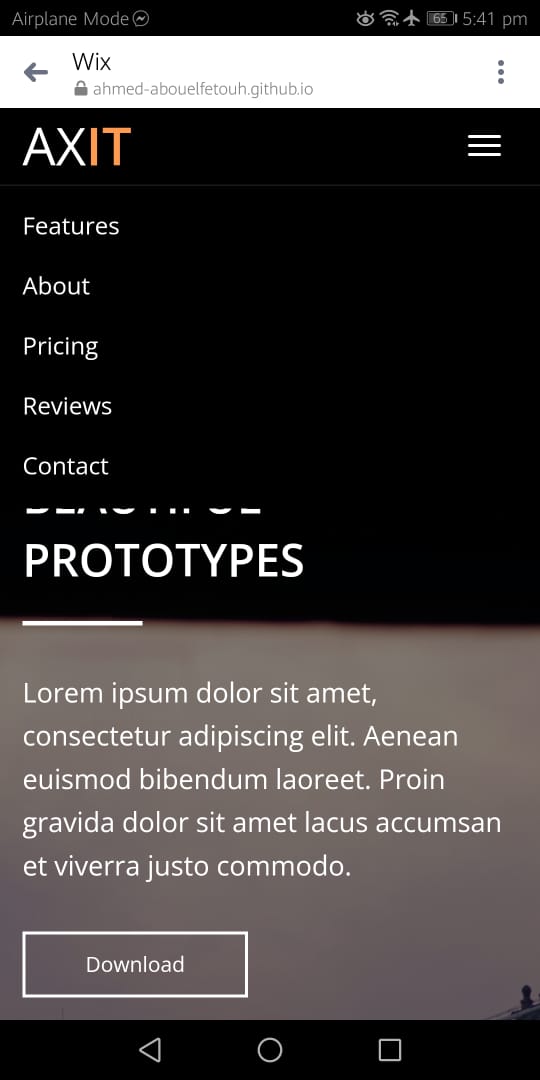 Airplane Mode 65 5:41 pm
Wix
ahmed-abouelfetouh.github.io
AXIT
Features
About
Pricing
Reviews
Contact
BEAUTIFUL
PROTOTYPES
Lorem ipsum dolor sit amet,
consectetur adipiscing elit. Aenean
euismod bibendum laoreet. Proin
gravida dolor sit amet lacus accumsan
et viverra justo commodo.
Download